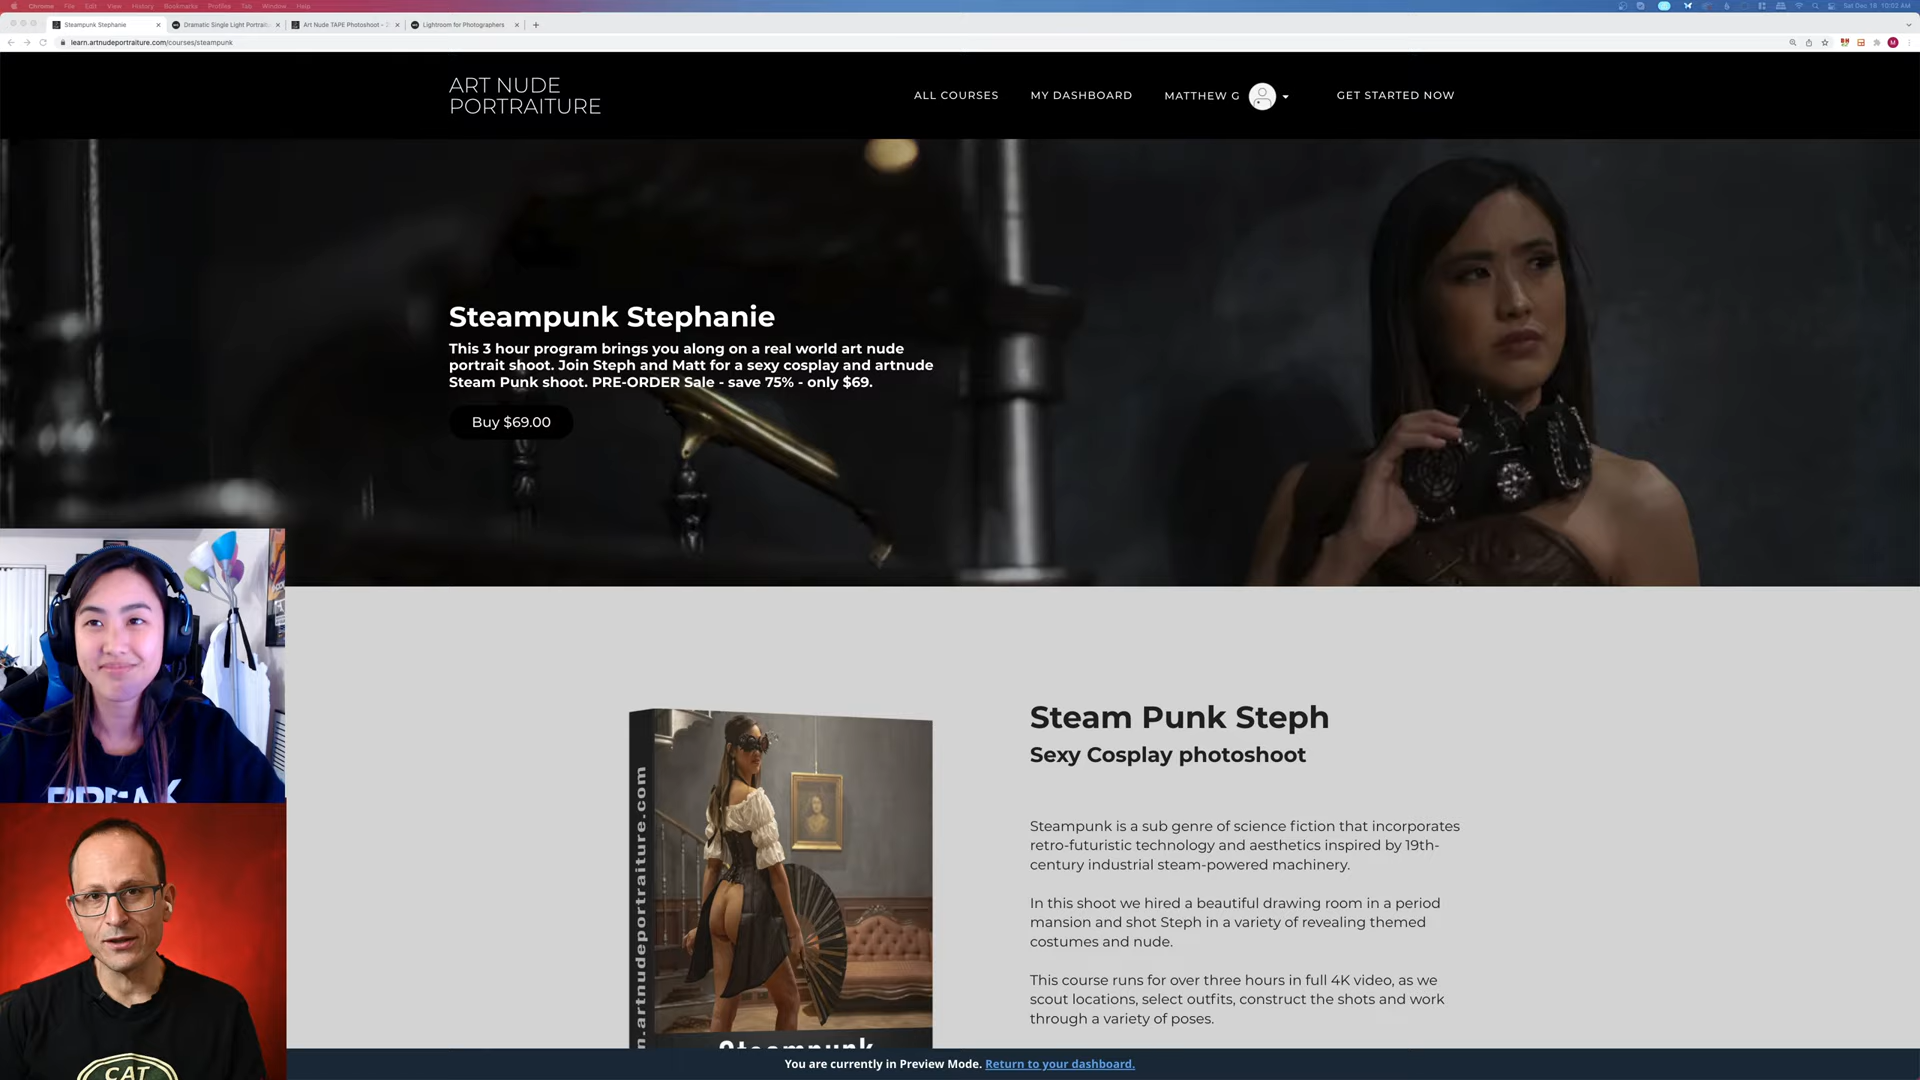 Chrome File Edit View History Bookmarks Profiles Tab Window Help
Sat Dec 18 10:02 AM
Steampunk Stephanie
Dramatic Single Light Portrait
Art Nude TAPE Photoshoot -
Lightroom for Photographers
learn.artnudeportraiture.com/courses/steampunk
ART NUDE
PORTRAITURE
ALL COURSES
MY DASHBOARD
MATTHEW G
GET STARTED NOW
Steampunk Stephanie
This 3 hour program brings you along on a real world art nude
portrait shoot. Join Steph and Matt for a sexy cosplay and artnude
Steam Punk shoot. PRE-ORDER Sale - save 75% - only $69.
Buy $69.00
Steam Punk Steph
Sexy Cosplay photoshoot
Steampunk is a sub genre of science fiction that incorporates
retro-futuristic technology and aesthetics inspired by 19th-
century industrial steam-powered machinery.
In this shoot we hired a beautiful drawing room in a period
mansion and shot Steph in a variety of revealing themed
costumes and nude.
This course runs for over three hours in full 4K video, as we
scout locations, select outfits, construct the shots and work
through a variety of poses.
n.artnudeportraiture.com
Steampunk
BREAK
CAT
You are currently in Preview Mode. Return to your dashboard.